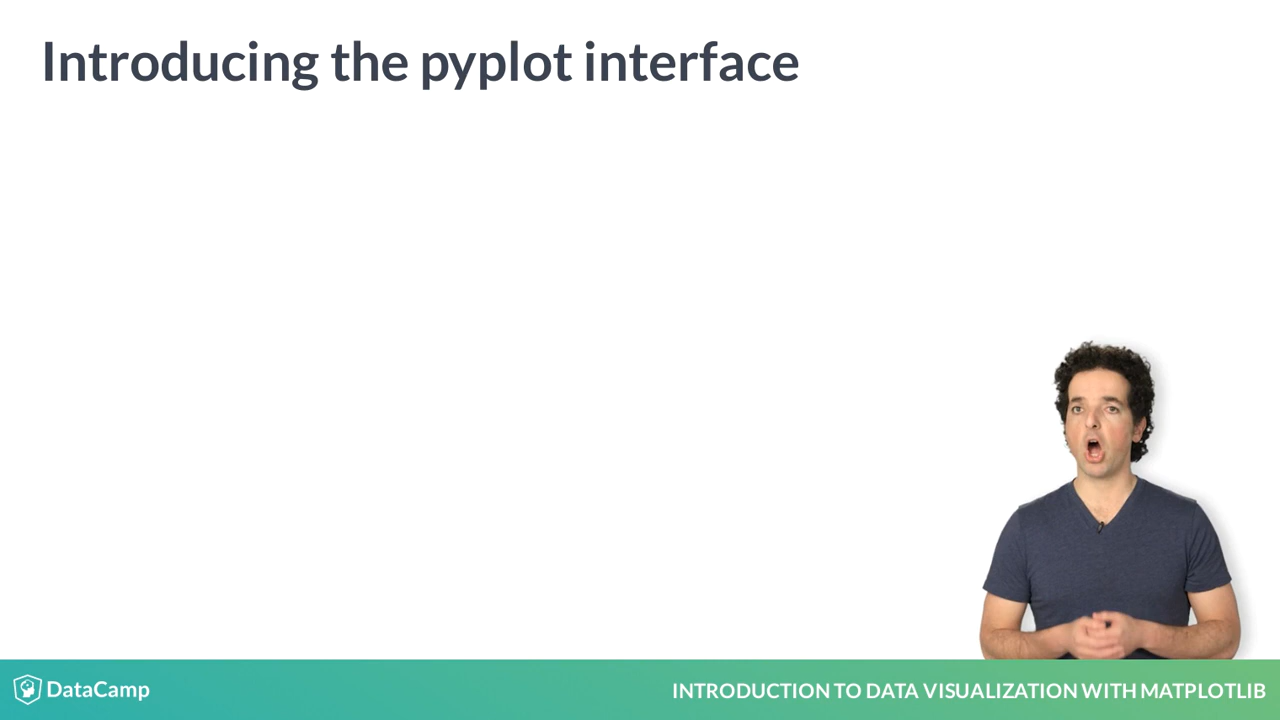 Introducing the pyplot interface
DataCamp
INTRODUCTION TO DATA VISUALIZATION WITH MATPLOTLIB